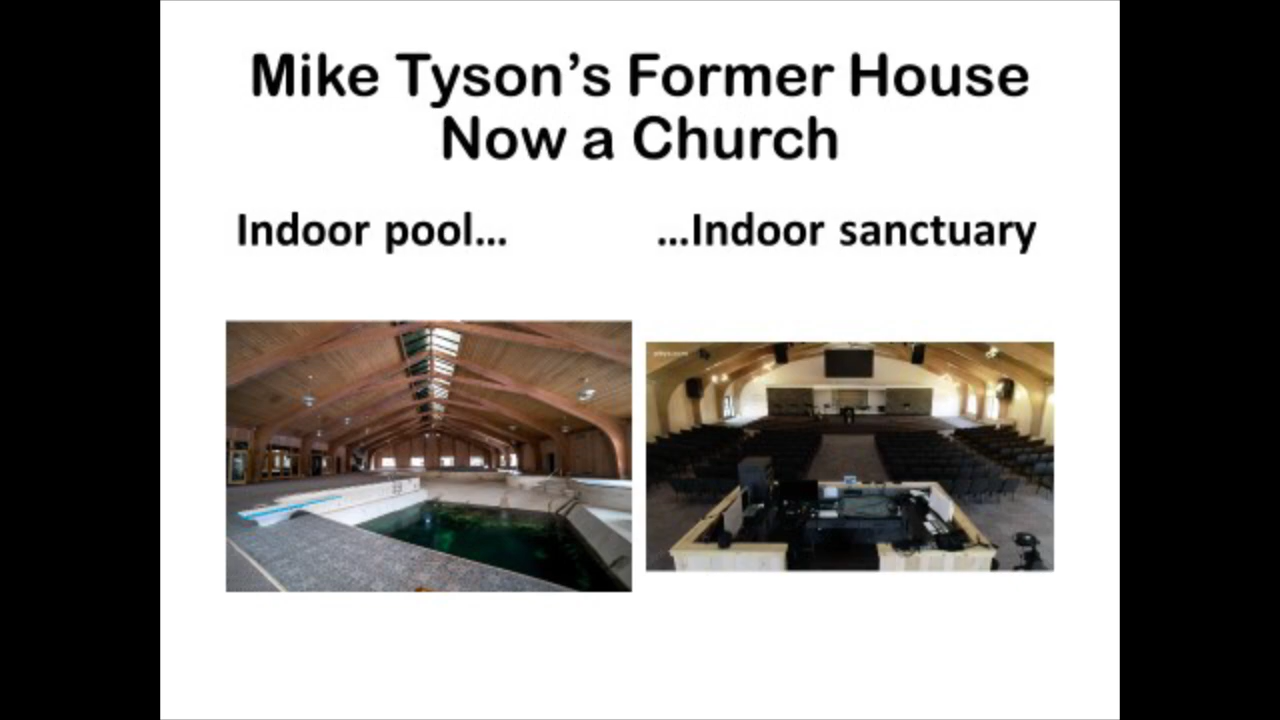 Mike Tyson’s Former House
Now a Church
Indoor pool...
...Indoor sanctuary